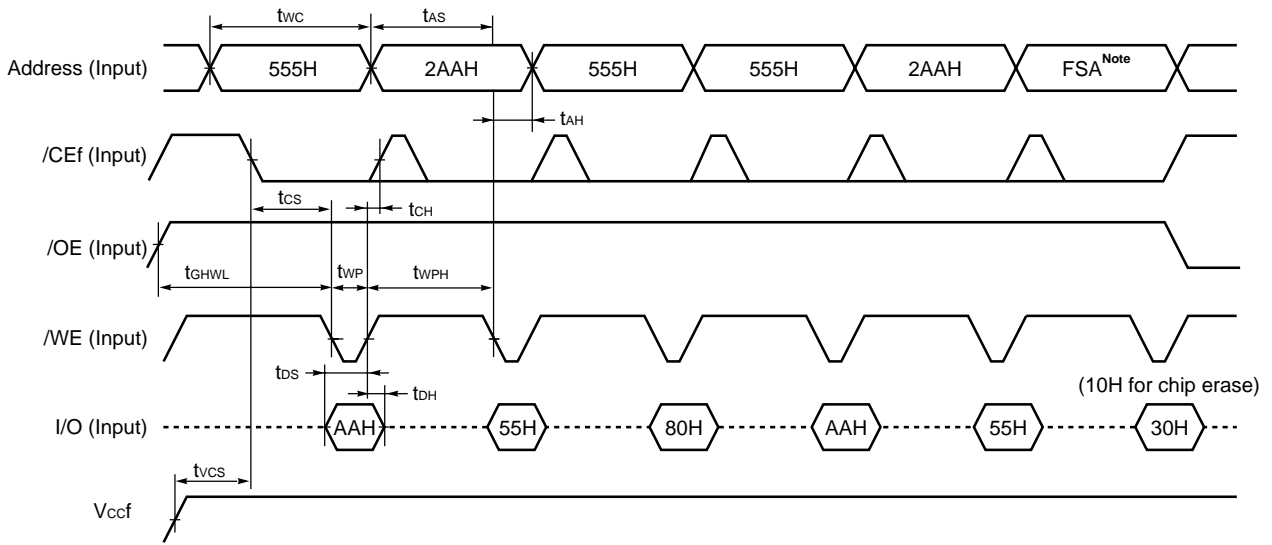 tWC tAS
Address (Input) 555H 2AAH 555H 555H 2AAH FSANote
tAH
/CEf (Input)
tCS tCH
/OE (Input)
tGHWL tWP tWPH
/WE (Input)
tDS tDH
(10H for chip erase)
I/O (Input) AAH 55H 80H AAH 55H 30H
tVCS
VCCf